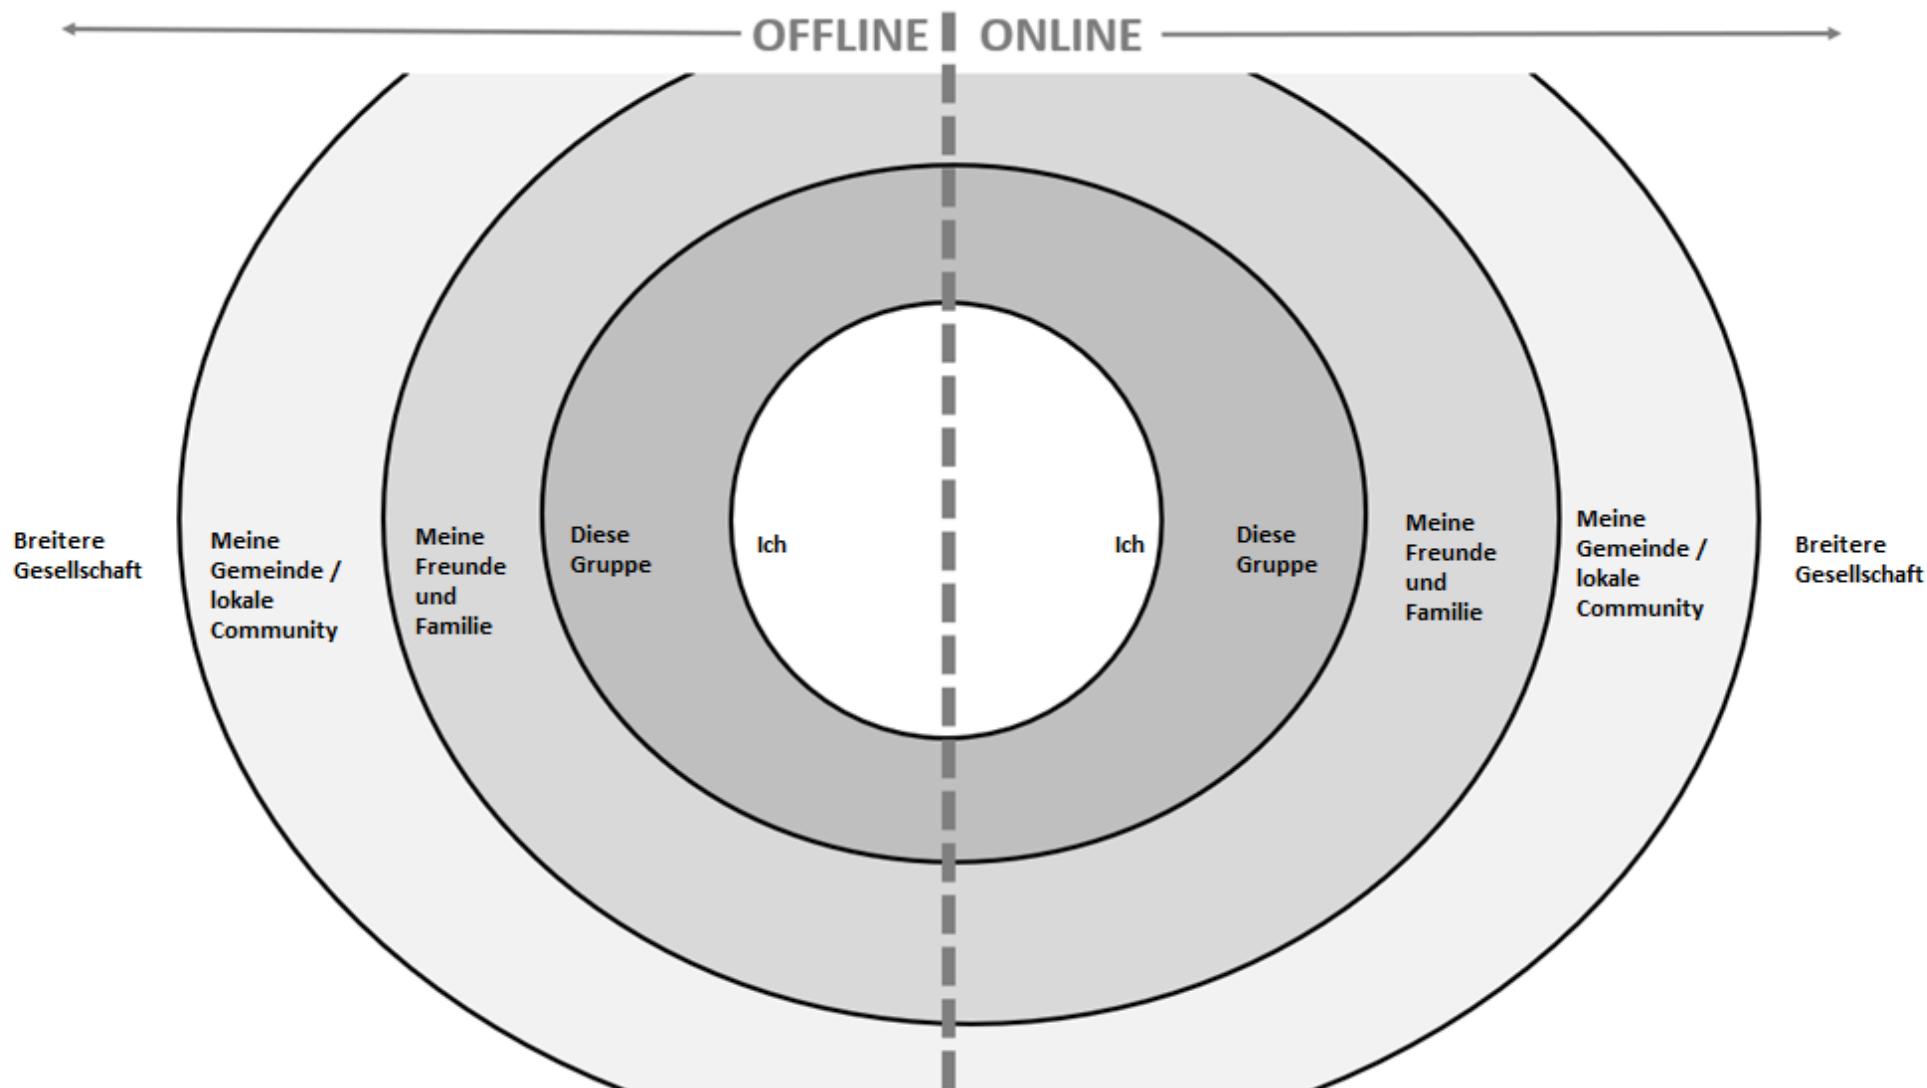 OFFLINE ONLINE
Breitere
Gesellschaft
Meine
Gemeinde /
lokale
Community
Meine
Freunde
und
Familie
Diese
Gruppe
Ich
Ich
Diese
Gruppe
Meine
Freunde
und
Familie
Meine
Gemeinde /
lokale
Community
Breitere
Gesellschaft